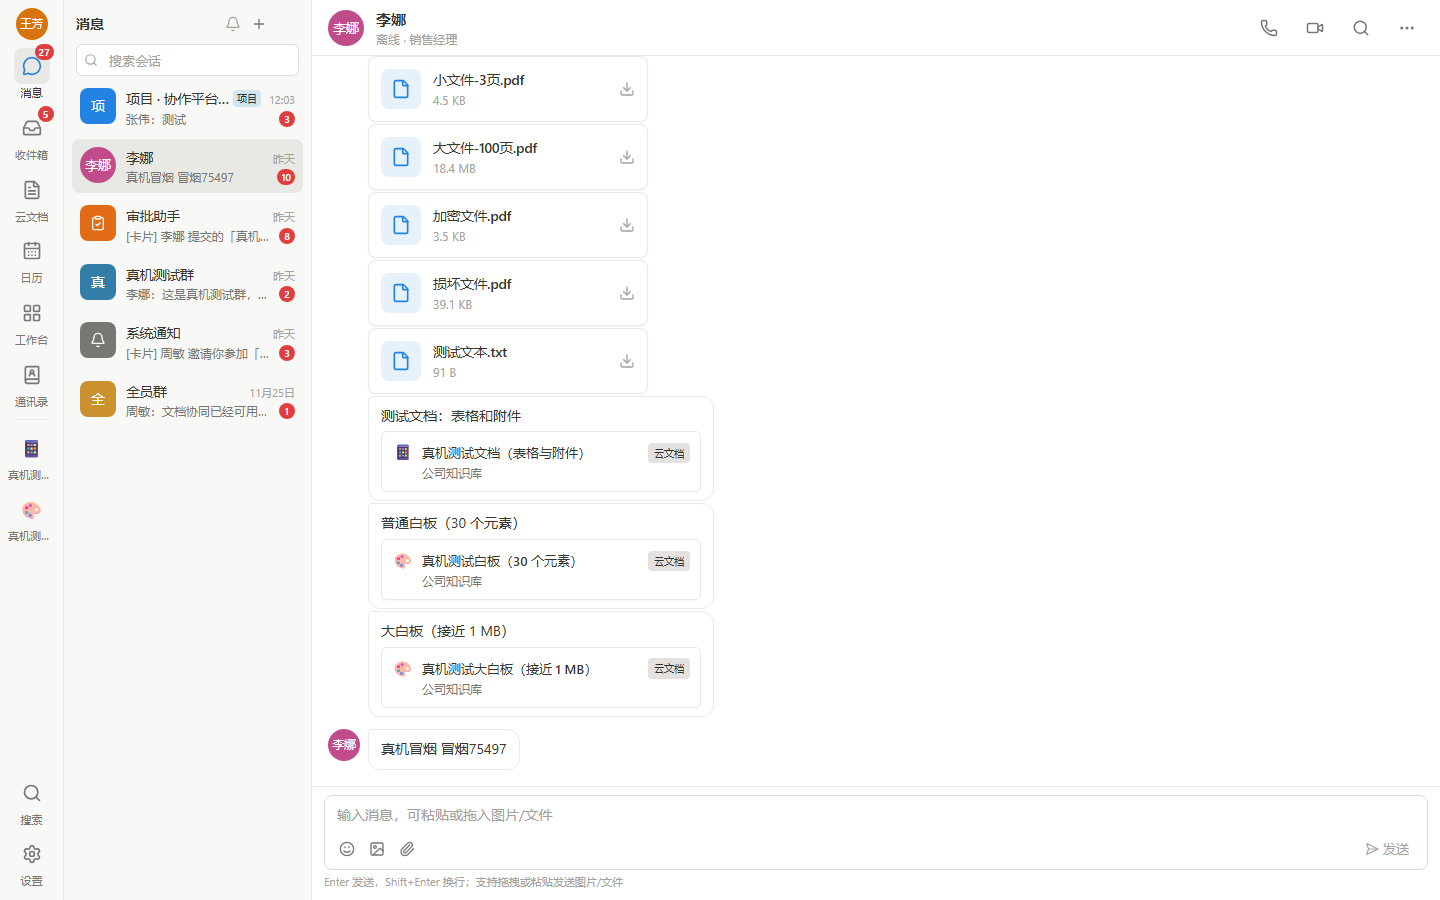 王芳
27
消息
5
收件箱
云文档
日历
工作台
通讯录
真机测...
真机测...
搜索
设置
消息
搜索会话
项
项目 · 协作平台... 项目 12:03
张伟：测试 3
李娜
李娜 昨天
真机冒烟 冒烟75497 10
审批助手 昨天
[卡片] 李娜 提交的「真机... 8
真
真机测试群 昨天
李娜：这是真机测试群，... 2
系统通知 昨天
[卡片] 周敏 邀请你参加「... 3
全
全员群 11月25日
周敏：文档协同已经可用... 1
李娜
李娜
离线 · 销售经理
小文件-3页.pdf
4.5 KB
大文件-100页.pdf
18.4 MB
加密文件.pdf
3.5 KB
损坏文件.pdf
39.1 KB
测试文本.txt
91 B
测试文档：表格和附件
真机测试文档（表格与附件） 云文档
公司知识库
普通白板（30 个元素）
真机测试白板（30 个元素） 云文档
公司知识库
大白板（接近 1 MB）
真机测试大白板（接近 1 MB） 云文档
公司知识库
李娜
真机冒烟 冒烟75497
输入消息，可粘贴或拖入图片/文件
发送
Enter 发送，Shift+Enter 换行；支持拖拽或粘贴发送图片/文件